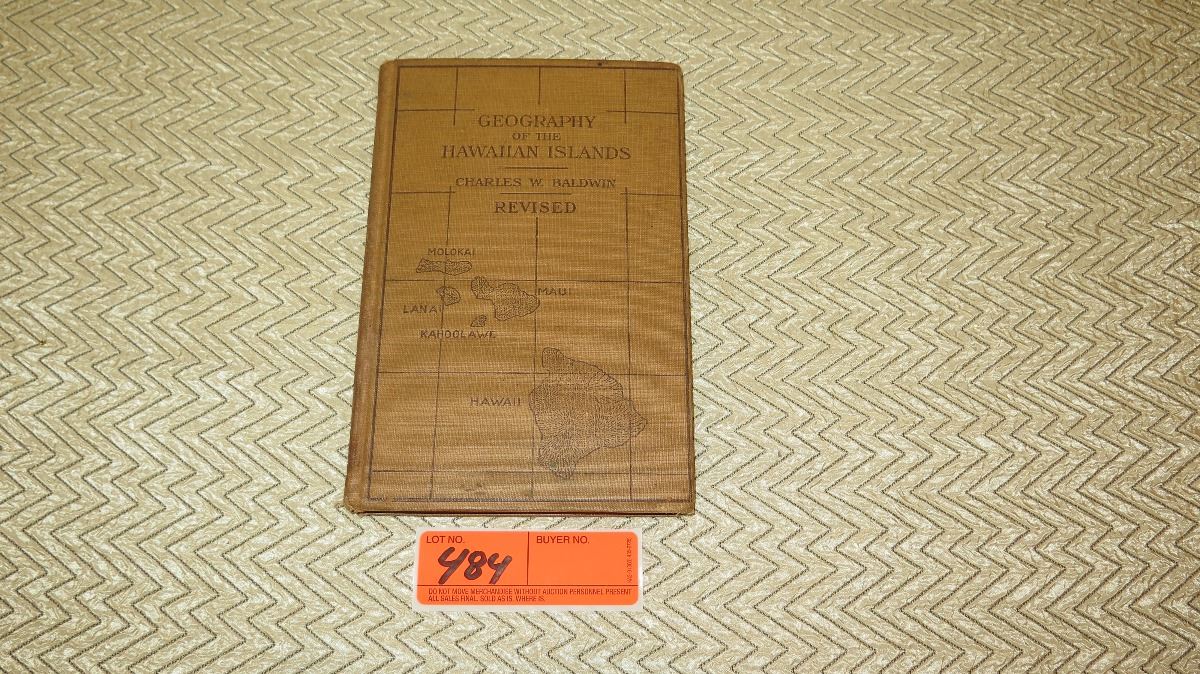 GEOGRAPHY
OF THE
HAWAIIAN ISLANDS
CHARLES W. BALDWIN
REVISED
MOLOKAI
MAUI
LANAI
KAHOOLAWE
HAWAII
LOT NO.
BUYER NO.
484
DO NOT MOVE MERCHANDISE WITHOUT AUCTION PERSONNEL PRESENT
ALL SALES FINAL. SOLD AS IS. WHERE IS.